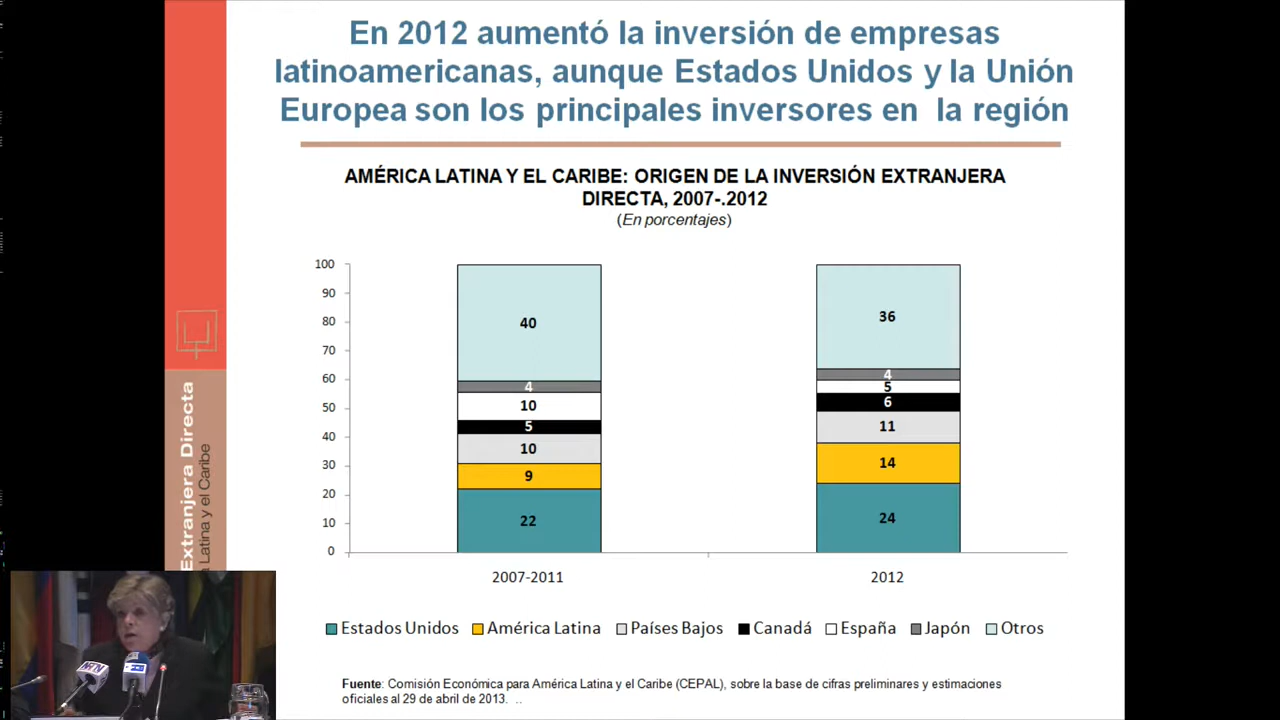 En 2012 aumentó la inversión de empresas
latinoamericanas, aunque Estados Unidos y la Unión
Europea son los principales inversores en la región
AMÉRICA LATINA Y EL CARIBE: ORIGEN DE LA INVERSIÓN EXTRANJERA
DIRECTA, 2007-.2012
(En porcentajes)
100
90
80
70
60
50
40
30
20
10
0
40
4
10
5
10
9
22
36
4
5
6
11
14
24
2007-2011
2012
Estados Unidos América Latina Países Bajos Canadá España Japón Otros
Fuente: Comisión Económica para América Latina y el Caribe (CEPAL), sobre la base de cifras preliminares y estimaciones
oficiales al 29 de abril de 2013. ..
Extranjera Directa
Latina y el Caribe
NTN